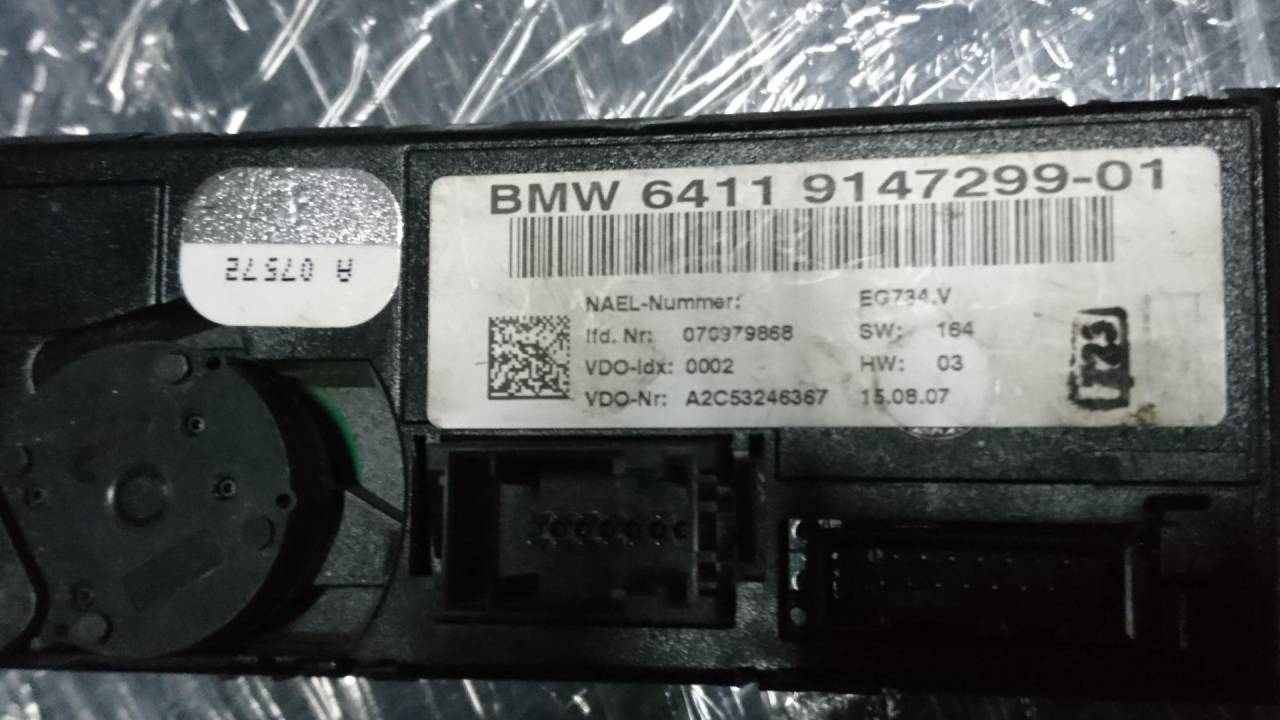 BMW 6411 9147299-01
A 07572
NAEL-Nummer: EG734.V
lfd. Nr: 070979868 SW: 164
VDO-Idx: 0002 HW: 03
VDO-Nr: A2C53246367 15.08.07